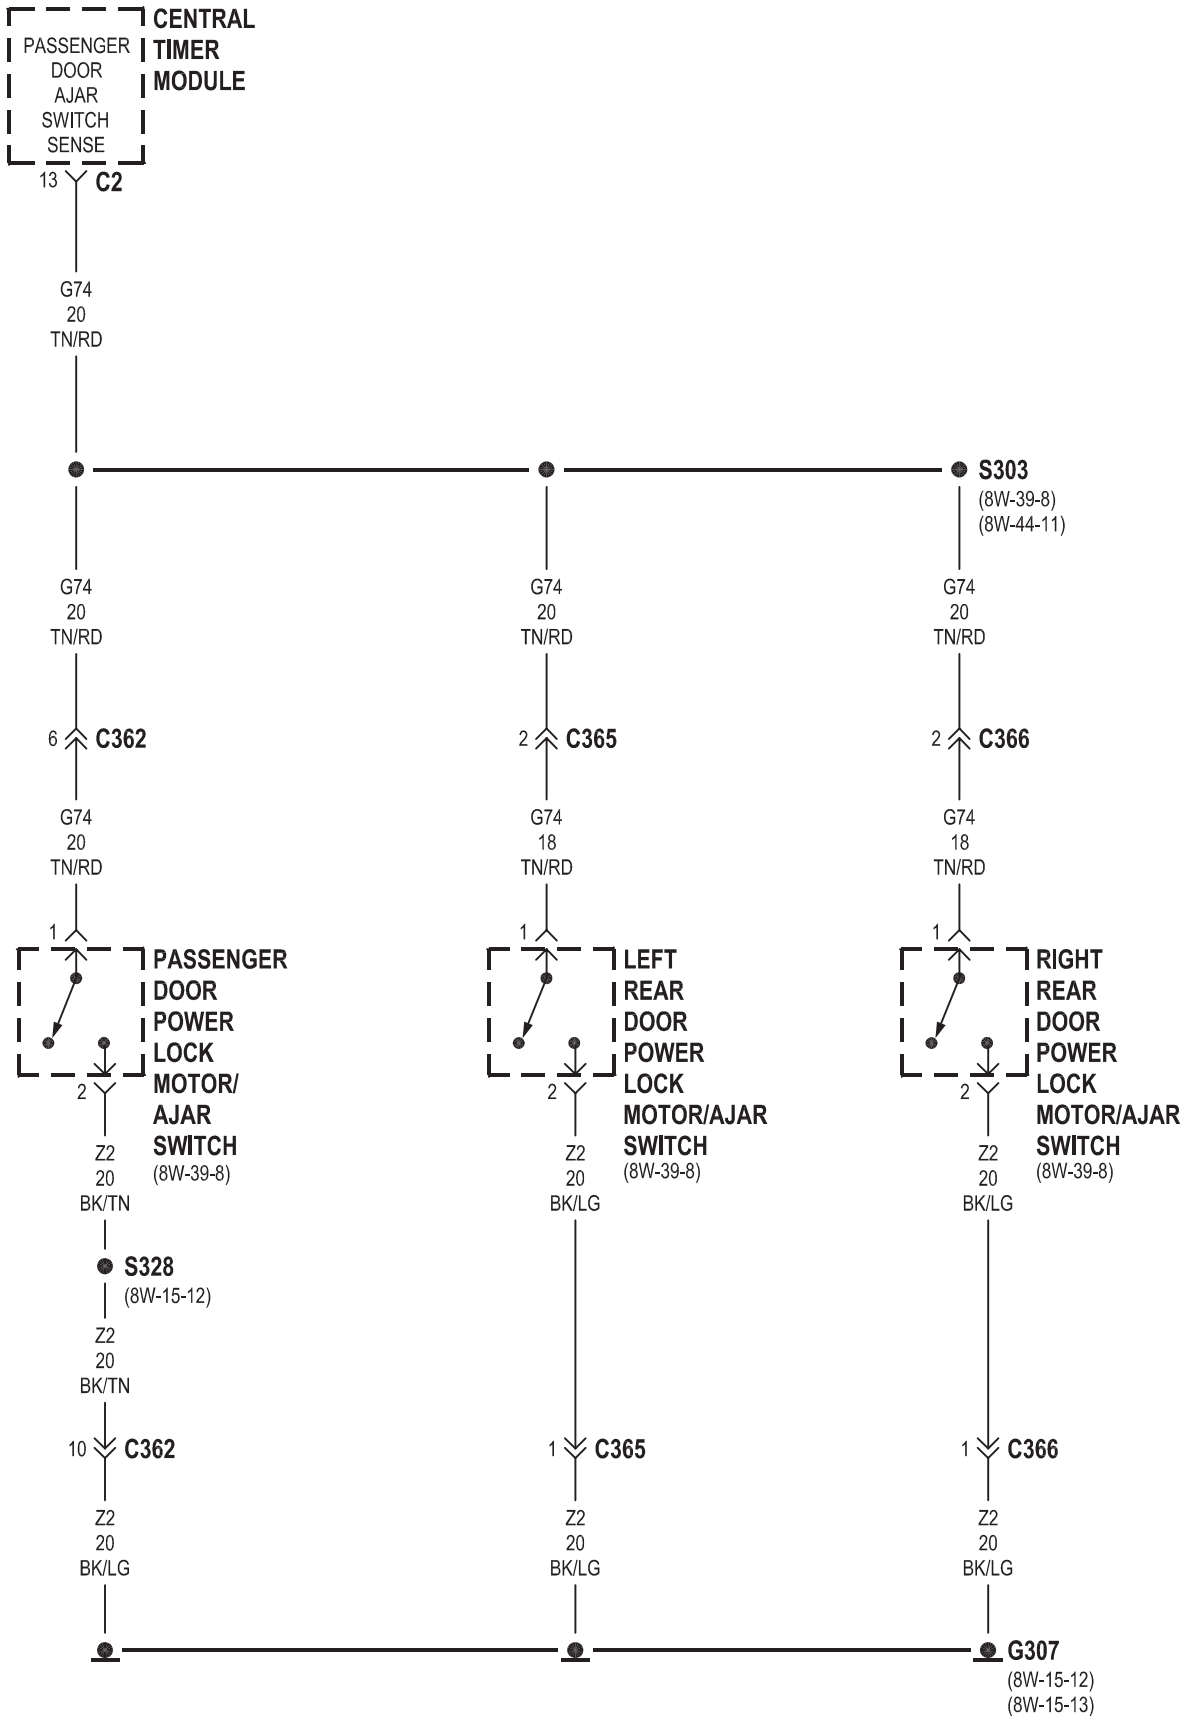 CENTRAL
TIMER
MODULE
PASSENGER
DOOR
AJAR
SWITCH
SENSE
13 C2
G74
20
TN/RD
S303
(8W-39-8)
(8W-44-11)
G74 G74 G74
20 20 20
TN/RD TN/RD TN/RD
6 C362 2 C365 2 C366
G74 G74 G74
20 18 18
TN/RD TN/RD TN/RD
1 1 1
PASSENGER
DOOR
POWER
LOCK
MOTOR/
AJAR
SWITCH
(8W-39-8)
LEFT
REAR
DOOR
POWER
LOCK
MOTOR/AJAR
SWITCH
(8W-39-8)
RIGHT
REAR
DOOR
POWER
LOCK
MOTOR/AJAR
SWITCH
(8W-39-8)
2 2 2
Z2 Z2 Z2
20 20 20
BK/TN BK/LG BK/LG
S328
(8W-15-12)
Z2
20
BK/TN
10 C362 1 C365 1 C366
Z2 Z2 Z2
20 20 20
BK/LG BK/LG BK/LG
G307
(8W-15-12)
(8W-15-13)